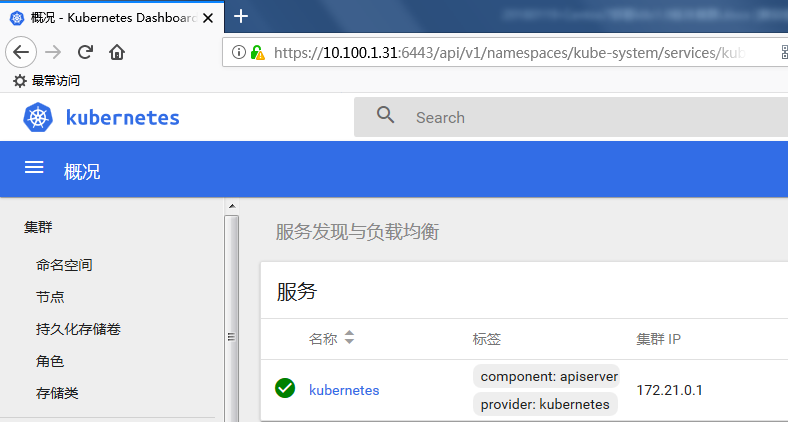 概况 - Kubernetes Dashboard
https://10.100.1.31:6443/api/v1/namespaces/kube-system/services/kub
最常访问
kubernetes
Search
概况
集群
命名空间
节点
持久化存储卷
角色
存储类
服务发现与负载均衡
服务
名称 标签 集群 IP
kubernetes
component: apiserver
provider: kubernetes
172.21.0.1